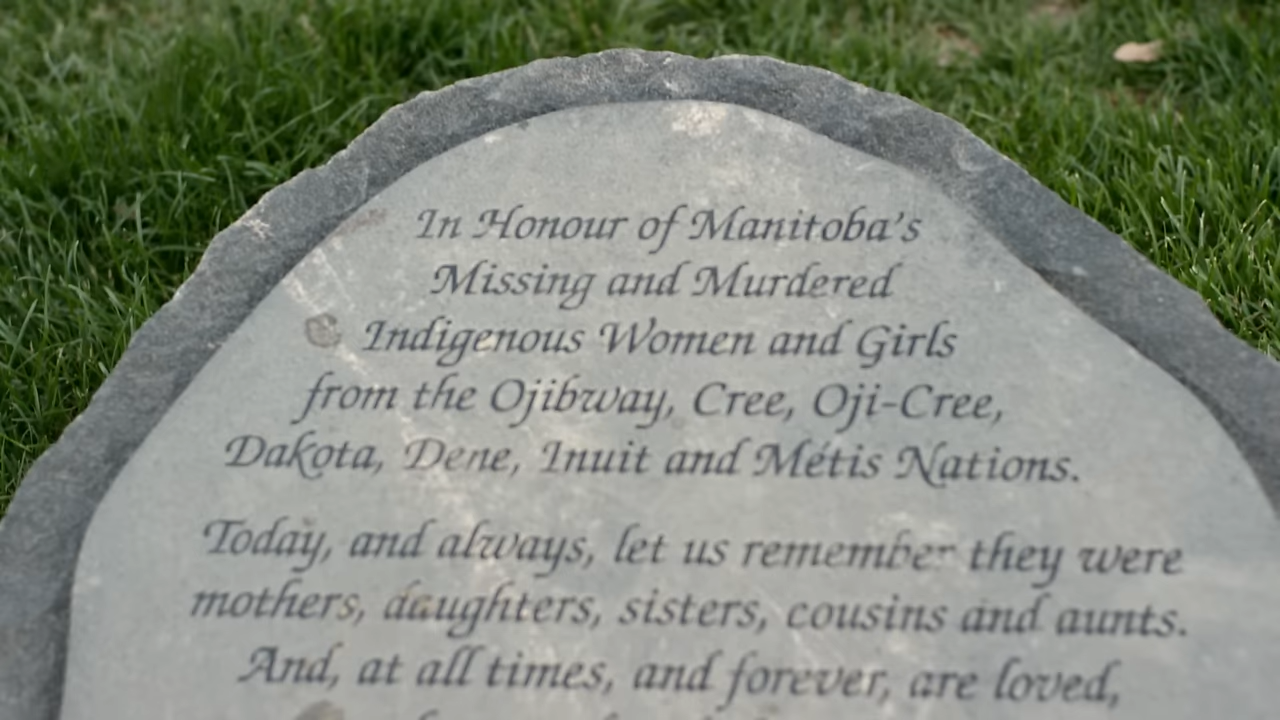 In Honour of Manitoba's
Missing and Murdered
Indigenous Women and Girls
from the Ojibway, Cree, Oji-Cree,
Dakota, Dene, Inuit and Métis Nations.
Today, and always, let us remember they were
mothers, daughters, sisters, cousins and aunts.
And, at all times, and forever, are loved,